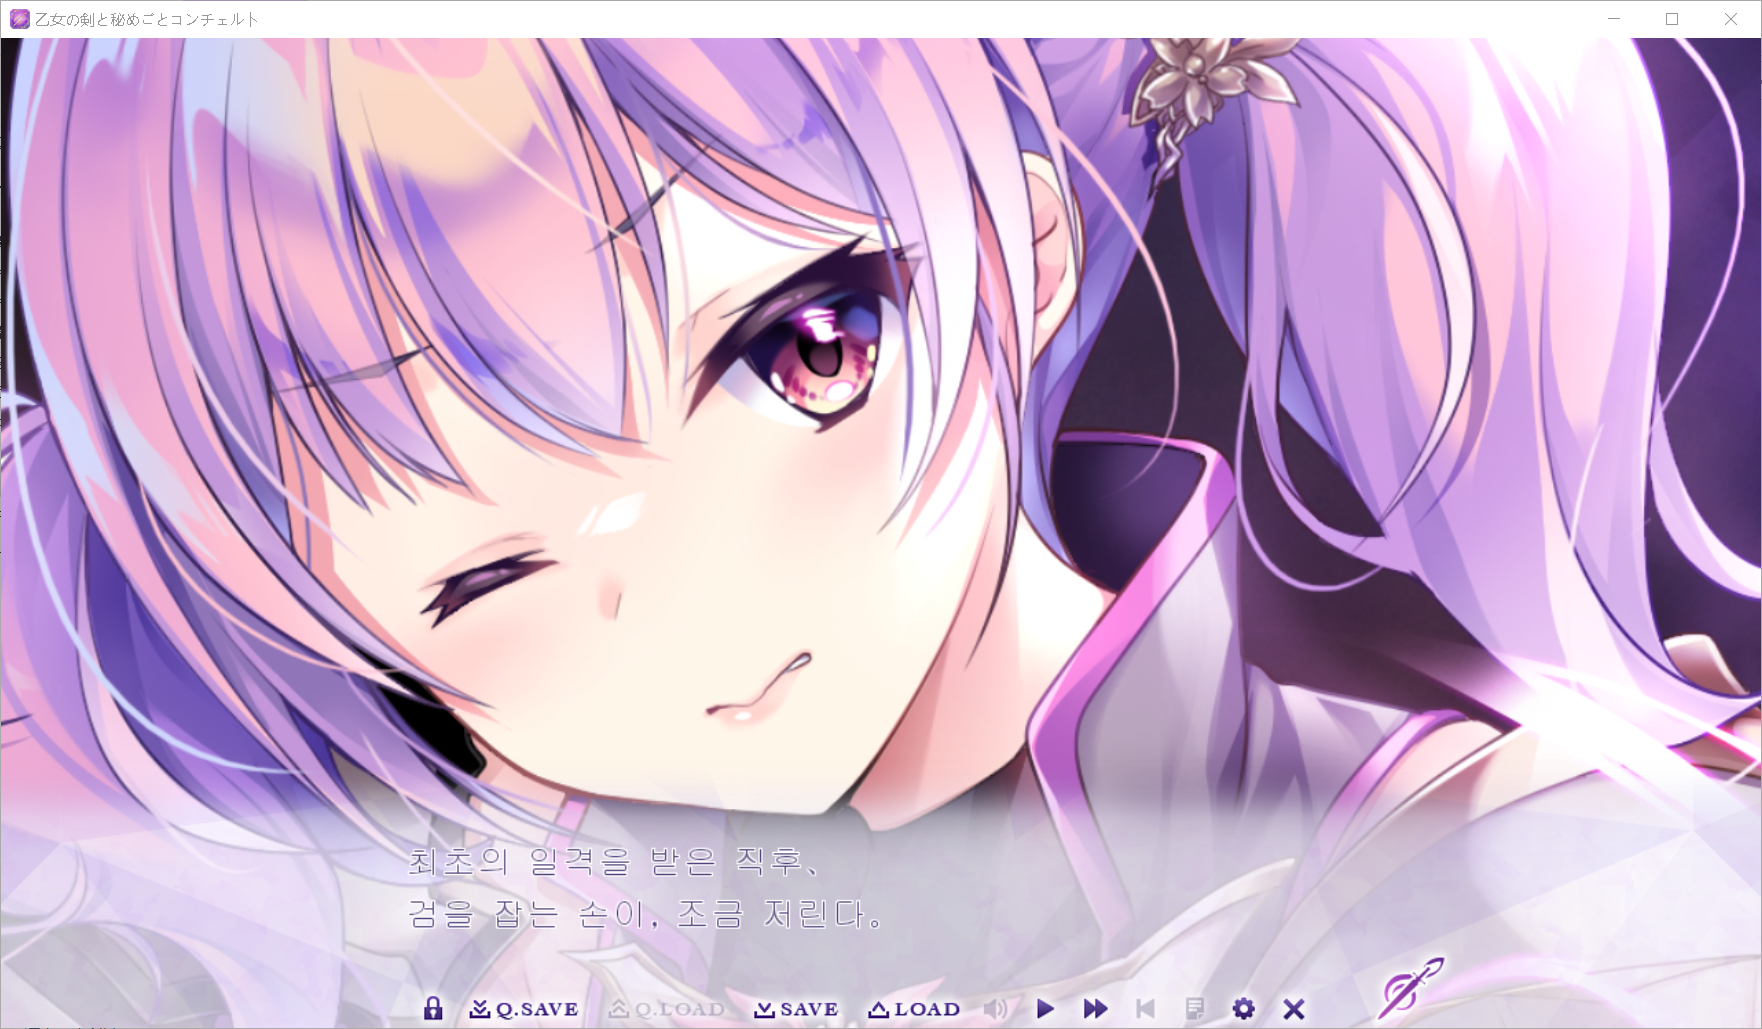 乙女の剣と秘めごとコンチェルト
최초의 일격을 받은 직후、
검을 잡는 손이, 조금 저린다。
Q.SAVE Q.LOAD SAVE LOAD